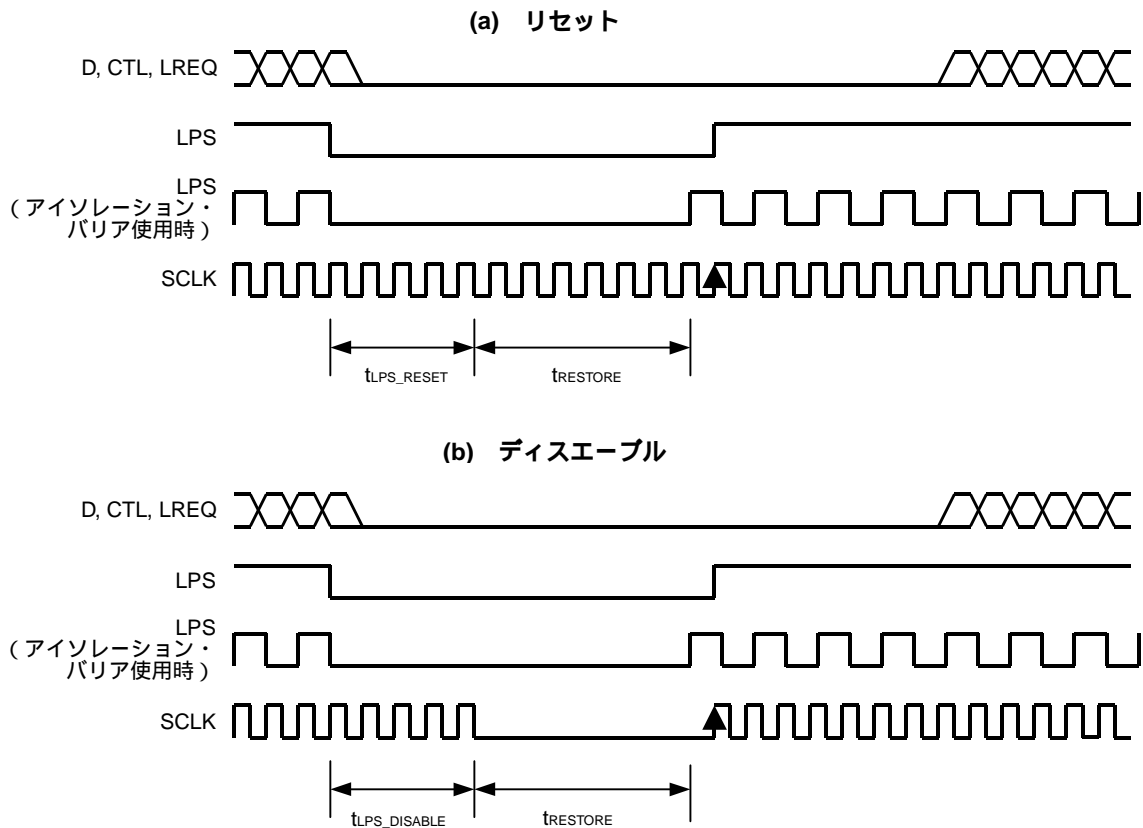 (a) リセット
D, CTL, LREQ
LPS
LPS
（アイソレーション・
バリア使用時）
SCLK
tLPS_RESET
tRESTORE
(b) ディスエーブル
D, CTL, LREQ
LPS
LPS
（アイソレーション・
バリア使用時）
SCLK
tLPS_DISABLE
tRESTORE